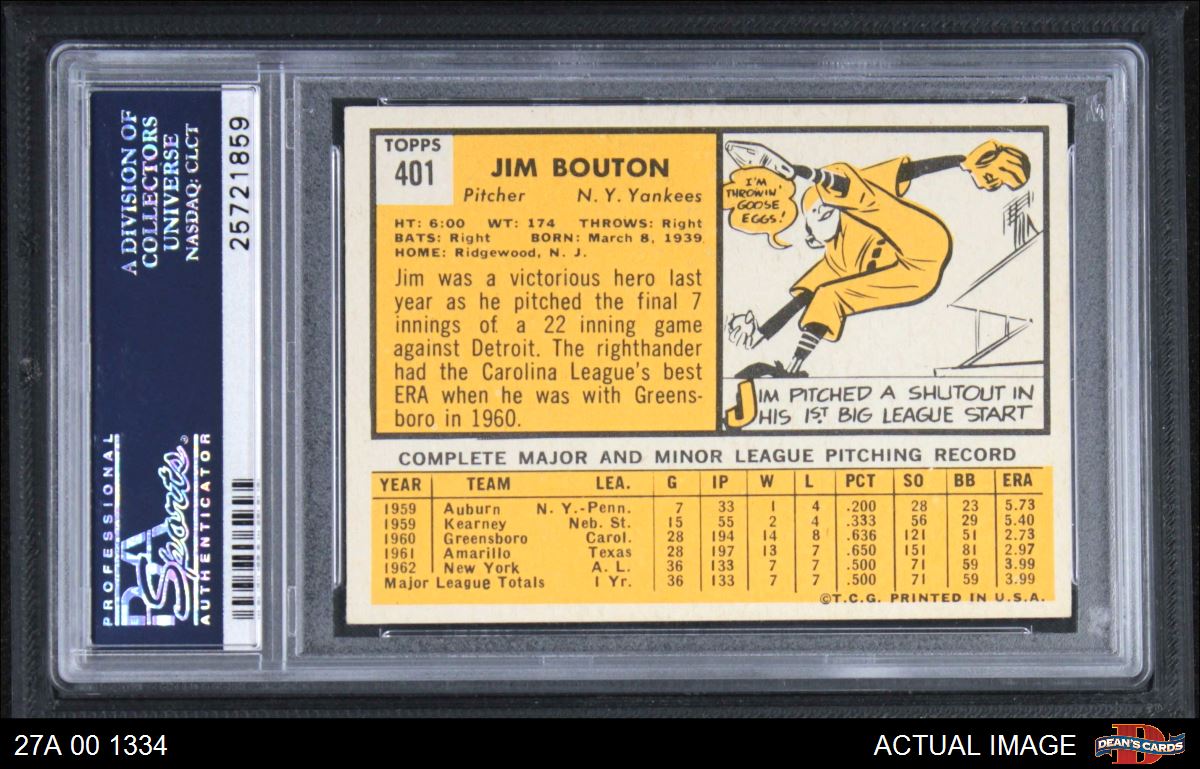 A DIVISION OF
COLLECTORS
UNIVERSE
NASDAQ: CLCT
25721859
PROFESSIONAL
PSA
Sports
AUTHENTICATOR
TOPPS
401
JIM BOUTON
Pitcher N. Y. Yankees
HT: 6:00 WT: 174 THROWS: Right
BATS: Right BORN: March 8, 1939
HOME: Ridgewood, N. J.
Jim was a victorious hero last
year as he pitched the final 7
innings of a 22 inning game
against Detroit. The righthander
had the Carolina League's best
ERA when he was with Greens-
boro in 1960.
I'M
THROWIN'
GOOSE
EGGS!
JIM PITCHED A SHUTOUT IN
HIS 1ST BIG LEAGUE START
COMPLETE MAJOR AND MINOR LEAGUE PITCHING RECORD
YEAR TEAM LEA. G IP W L PCT SO BB ERA
1959 Auburn N. Y.-Penn. 7 33 1 4 .200 28 23 5.73
1959 Kearney Neb. St. 15 55 2 4 .333 56 29 5.40
1960 Greensboro Carol. 28 194 14 8 .636 121 51 2.73
1961 Amarillo Texas 28 197 13 7 .650 151 81 2.97
1962 New York A. L. 36 133 7 7 .500 71 59 3.99
Major League Totals 1 Yr. 36 133 7 7 .500 71 59 3.99
©T.C.G. PRINTED IN U.S.A.
27A 00 1334
ACTUAL IMAGE
DEAN'S CARDS